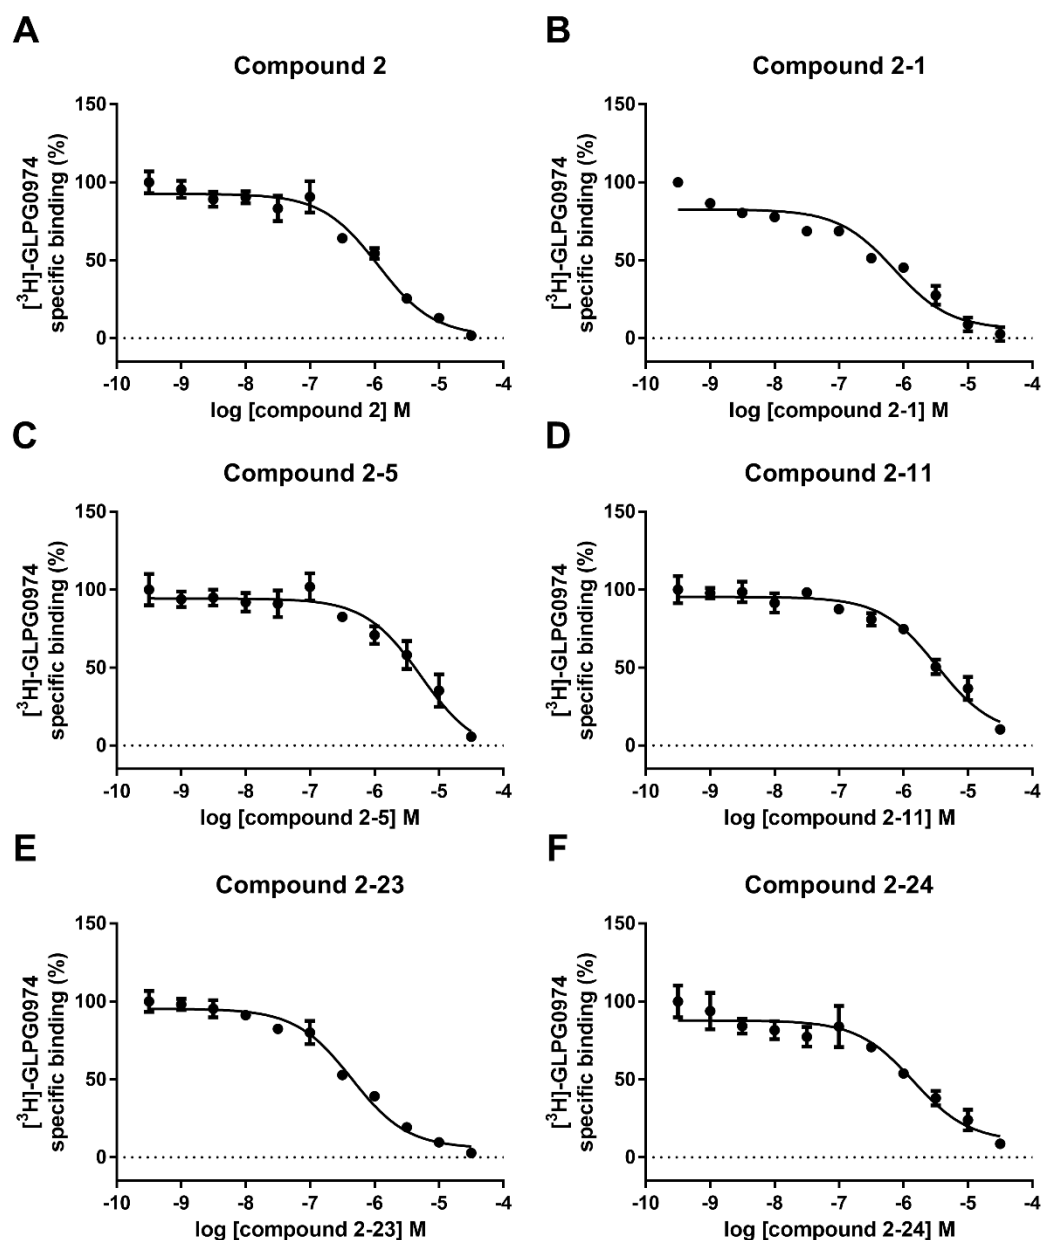 A
Compound 2
[³H]-GLPG0974
specific binding (%)
150
100
50
0
-10 -9 -8 -7 -6 -5 -4
log [compound 2] M
B
Compound 2-1
[³H]-GLPG0974
specific binding (%)
150
100
50
0
-10 -9 -8 -7 -6 -5 -4
log [compound 2-1] M
C
Compound 2-5
[³H]-GLPG0974
specific binding (%)
150
100
50
0
-10 -9 -8 -7 -6 -5 -4
log [compound 2-5] M
D
Compound 2-11
[³H]-GLPG0974
specific binding (%)
150
100
50
0
-10 -9 -8 -7 -6 -5 -4
log [compound 2-11] M
E
Compound 2-23
[³H]-GLPG0974
specific binding (%)
150
100
50
0
-10 -9 -8 -7 -6 -5 -4
log [compound 2-23] M
F
Compound 2-24
[³H]-GLPG0974
specific binding (%)
150
100
50
0
-10 -9 -8 -7 -6 -5 -4
log [compound 2-24] M